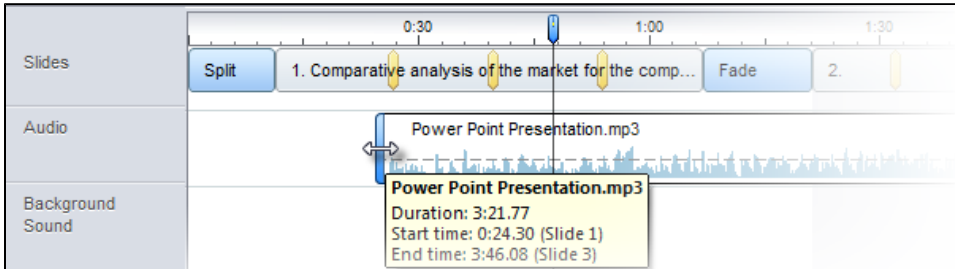 0:30 1:00 1:30
Slides
Split 1. Comparative analysis of the market for the comp... Fade 2.
Audio
Power Point Presentation.mp3
Power Point Presentation.mp3
Duration: 3:21.77
Start time: 0:24.30 (Slide 1)
End time: 3:46.08 (Slide 3)
Background
Sound